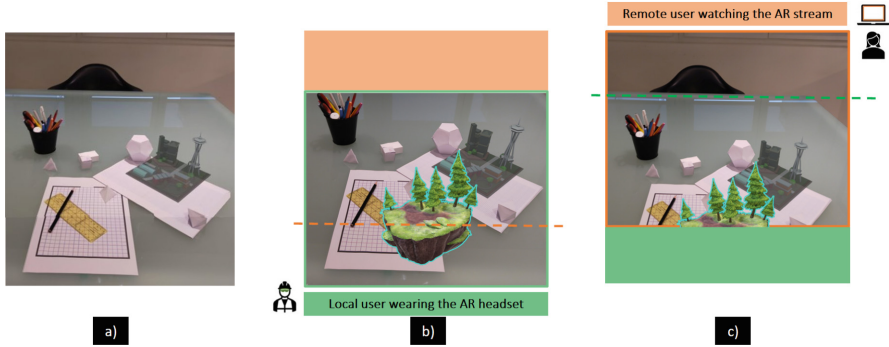 Remote user watching the AR stream
Local user wearing the AR headset
a)
b)
c)